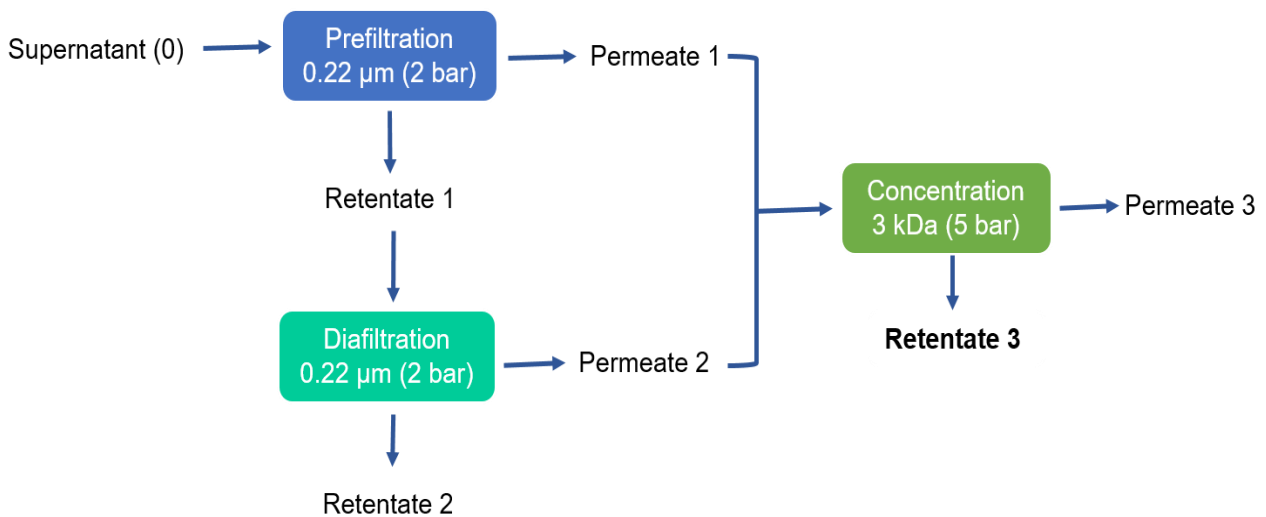 Supernatant (0)
Prefiltration
0.22 µm (2 bar)
Permeate 1
Retentate 1
Concentration
3 kDa (5 bar)
Permeate 3
Diafiltration
0.22 µm (2 bar)
Permeate 2
Retentate 3
Retentate 2